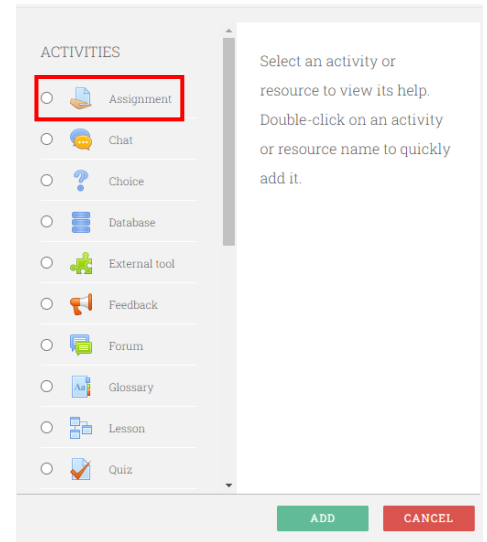 ACTIVITIES
Assignment
Chat
Choice
Database
External tool
Feedback
Forum
Aa
Glossary
Lesson
Quiz
Select an activity or
resource to view its help.
Double-click on an activity
or resource name to quickly
add it.
ADD
CANCEL